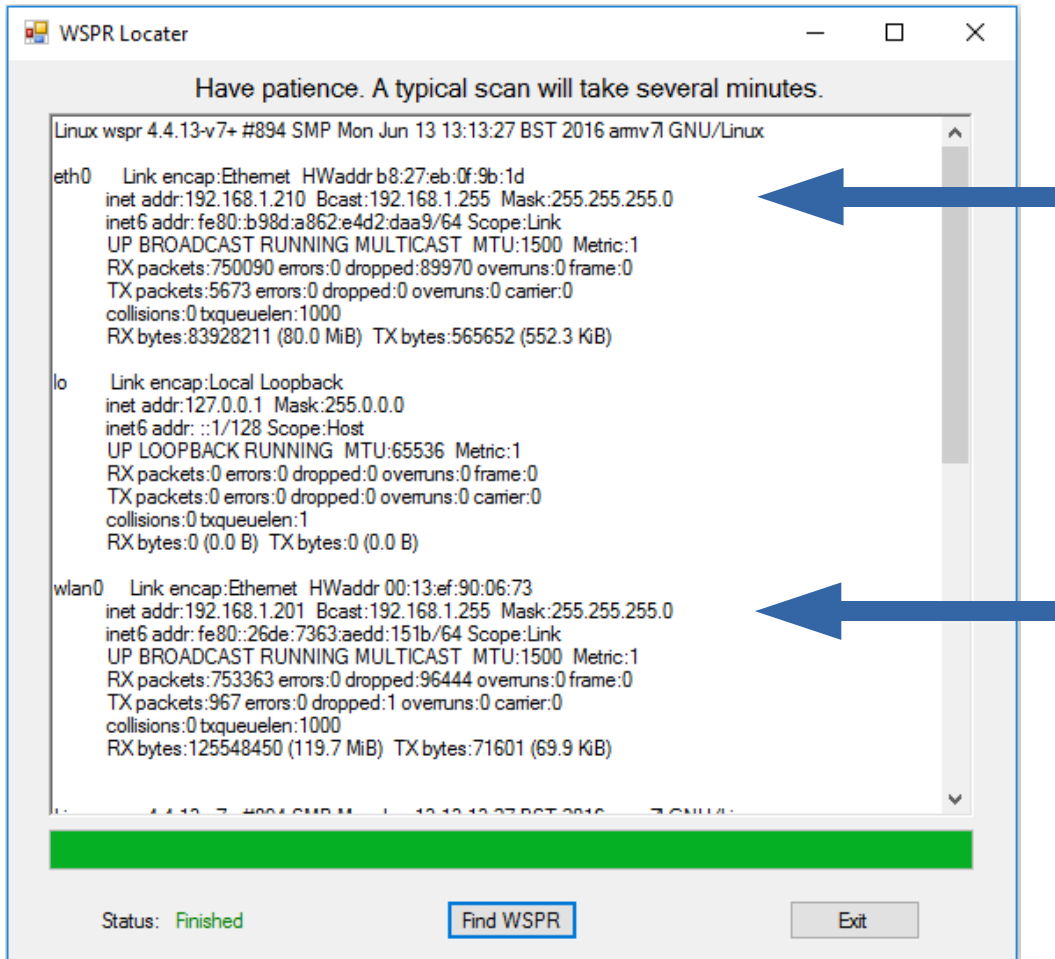 WSPR Locater
Have patience. A typical scan will take several minutes.
Linux wspr 4.4.13-v7+ #894 SMP Mon Jun 13 13:13:27 BST 2016 armv7l GNU/Linux
eth0 Link encap:Ethernet HWaddr b8:27:eb:0f:9b:1d
inet addr:192.168.1.210 Bcast:192.168.1.255 Mask:255.255.255.0
inet6 addr: fe80::b98d:a862:e4d2:daa9/64 Scope:Link
UP BROADCAST RUNNING MULTICAST MTU:1500 Metric:1
RX packets:750090 errors:0 dropped:89970 overruns:0 frame:0
TX packets:5673 errors:0 dropped:0 overruns:0 carrier:0
collisions:0 txqueuelen:1000
RX bytes:83928211 (80.0 MiB) TX bytes:565652 (552.3 KiB)
lo Link encap:Local Loopback
inet addr:127.0.0.1 Mask:255.0.0.0
inet6 addr: ::1/128 Scope:Host
UP LOOPBACK RUNNING MTU:65536 Metric:1
RX packets:0 errors:0 dropped:0 overruns:0 frame:0
TX packets:0 errors:0 dropped:0 overruns:0 carrier:0
collisions:0 txqueuelen:1
RX bytes:0 (0.0 B) TX bytes:0 (0.0 B)
wlan0 Link encap:Ethernet HWaddr 00:13:ef:90:06:73
inet addr:192.168.1.201 Bcast:192.168.1.255 Mask:255.255.255.0
inet6 addr: fe80::26de:7363:aedd:151b/64 Scope:Link
UP BROADCAST RUNNING MULTICAST MTU:1500 Metric:1
RX packets:753363 errors:0 dropped:96444 overruns:0 frame:0
TX packets:967 errors:0 dropped:1 overruns:0 carrier:0
collisions:0 txqueuelen:1000
RX bytes:125548450 (119.7 MiB) TX bytes:71601 (69.9 KiB)
Status: Finished
Find WSPR
Exit